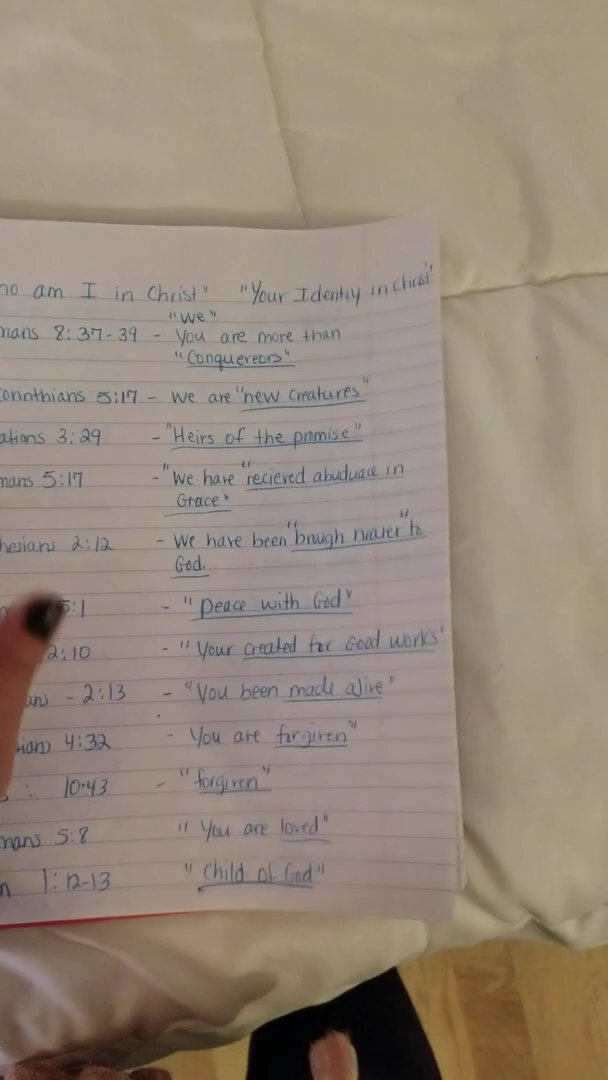 no am I in Christ" "Your Identiy in Christ"
"We"
mans 8:37-39 - You are more than
"Conquereors"
orinthians 5:17 - we are "new creatures"
ations 3:29 - "Heirs of the promise"
mans 5:17 - "We have "recieved abuduace in
Grace"
hesians 2:12 - we have been "brough nearer" to
God.
5:1 - "peace with God"
2:10 - "Your created for Good works"
ans - 2:13 - "You been made alive"
ians 4:32 - You are forgiven"
s : 10:43 - "forgiven"
mans 5:8 "You are loved"
n 1:12-13 "Child of God"